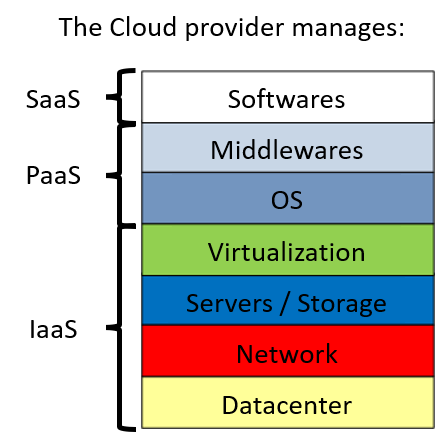 The Cloud provider manages:
SaaS
Softwares
PaaS
Middlewares
OS
IaaS
Virtualization
Servers / Storage
Network
Datacenter